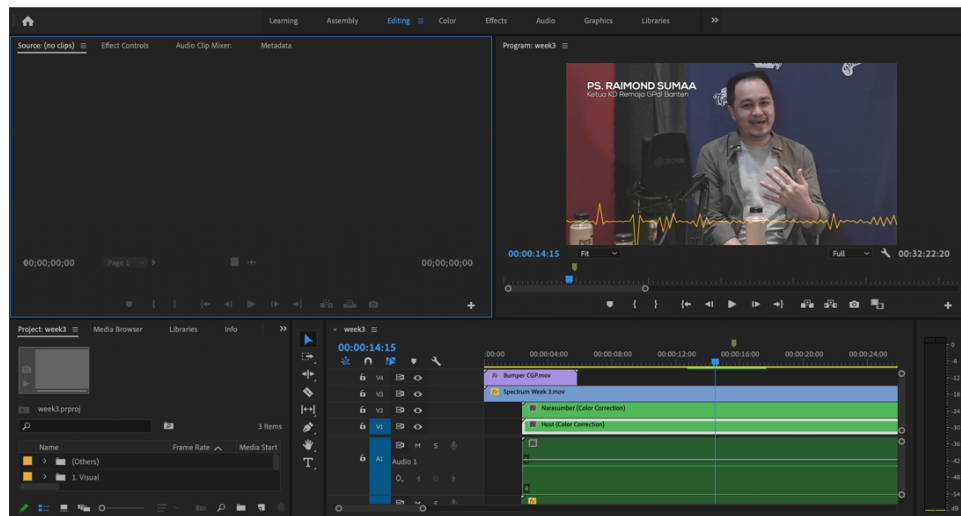 Learning Assembly Editing Color Effects Audio Graphics Libraries
Source: (no clips) Effect Controls Audio Clip Mixer: Metadata
Program: week3
PS. RAIMOND SUMAA
Ketua KD Remaja GPdI Banten
BOYA
00;00;00;00 Page 1 00;00;00;00
00:00:14:15 Fit Full 00:32:22:20
Project: week3 Media Browser Libraries Info
week3.prproj
3 Items
Name Frame Rate Media Start
(Others)
1. Visual
week3
00:00:14:15
:00:00 00:00:04:00 00:00:08:00 00:00:12:00 00:00:16:00 00:00:20:00 00:00:24:00
V4 Bumper CGP.mov
V3 Spectrum Week 3.mov
V2 Narasumber (Color Correction)
V1 Host (Color Correction)
M S
A1 Audio 1
M S
0
-6
-12
-18
-24
-30
-36
-42
-48
-54
dB